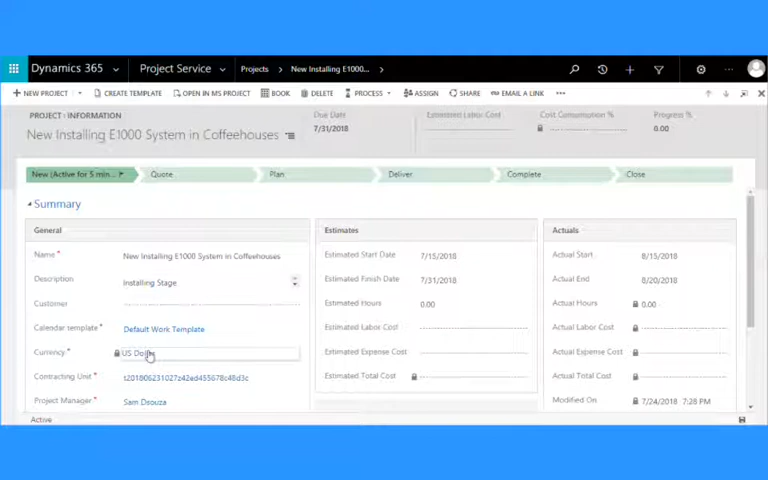 Dynamics 365 Project Service Projects > New Installing E1000... >
+ NEW PROJECT CREATE TEMPLATE OPEN IN MS PROJECT BOOK DELETE PROCESS ASSIGN SHARE EMAIL A LINK ...
PROJECT : INFORMATION
New Installing E1000 System in Coffeehouses
Due Date
7/31/2018
Estimated Labor Cost
Cost Consumption %
Progress %
0.00
New (Active for 5 min... Quote Plan Deliver Complete Close
Summary
General
Name *
New Installing E1000 System in Coffeehouses
Description
Installing Stage
Customer
Calendar template *
Default Work Template
Currency *
US Dollar
Contracting Unit *
Project Manager *
Sam Dsouza
Estimates
Estimated Start Date
7/15/2018
Estimated Finish Date
7/31/2018
Estimated Hours
0.00
Estimated Labor Cost
Estimated Expense Cost
Estimated Total Cost
Actuals
Actual Start
8/15/2018
Actual End
8/20/2018
Actual Hours
0.00
Actual Labor Cost
Actual Expense Cost
Actual Total Cost
Modified On
7/24/2018 7:28 PM
Active